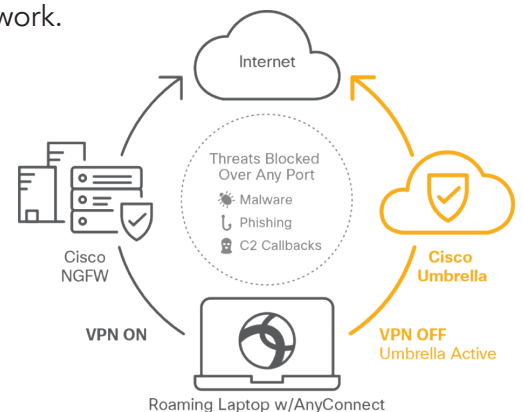 work.
Internet
Threats Blocked
Over Any Port
Malware
Phishing
C2 Callbacks
Cisco
NGFW
Cisco
Umbrella
VPN ON
VPN OFF
Umbrella Active
Roaming Laptop w/AnyConnect